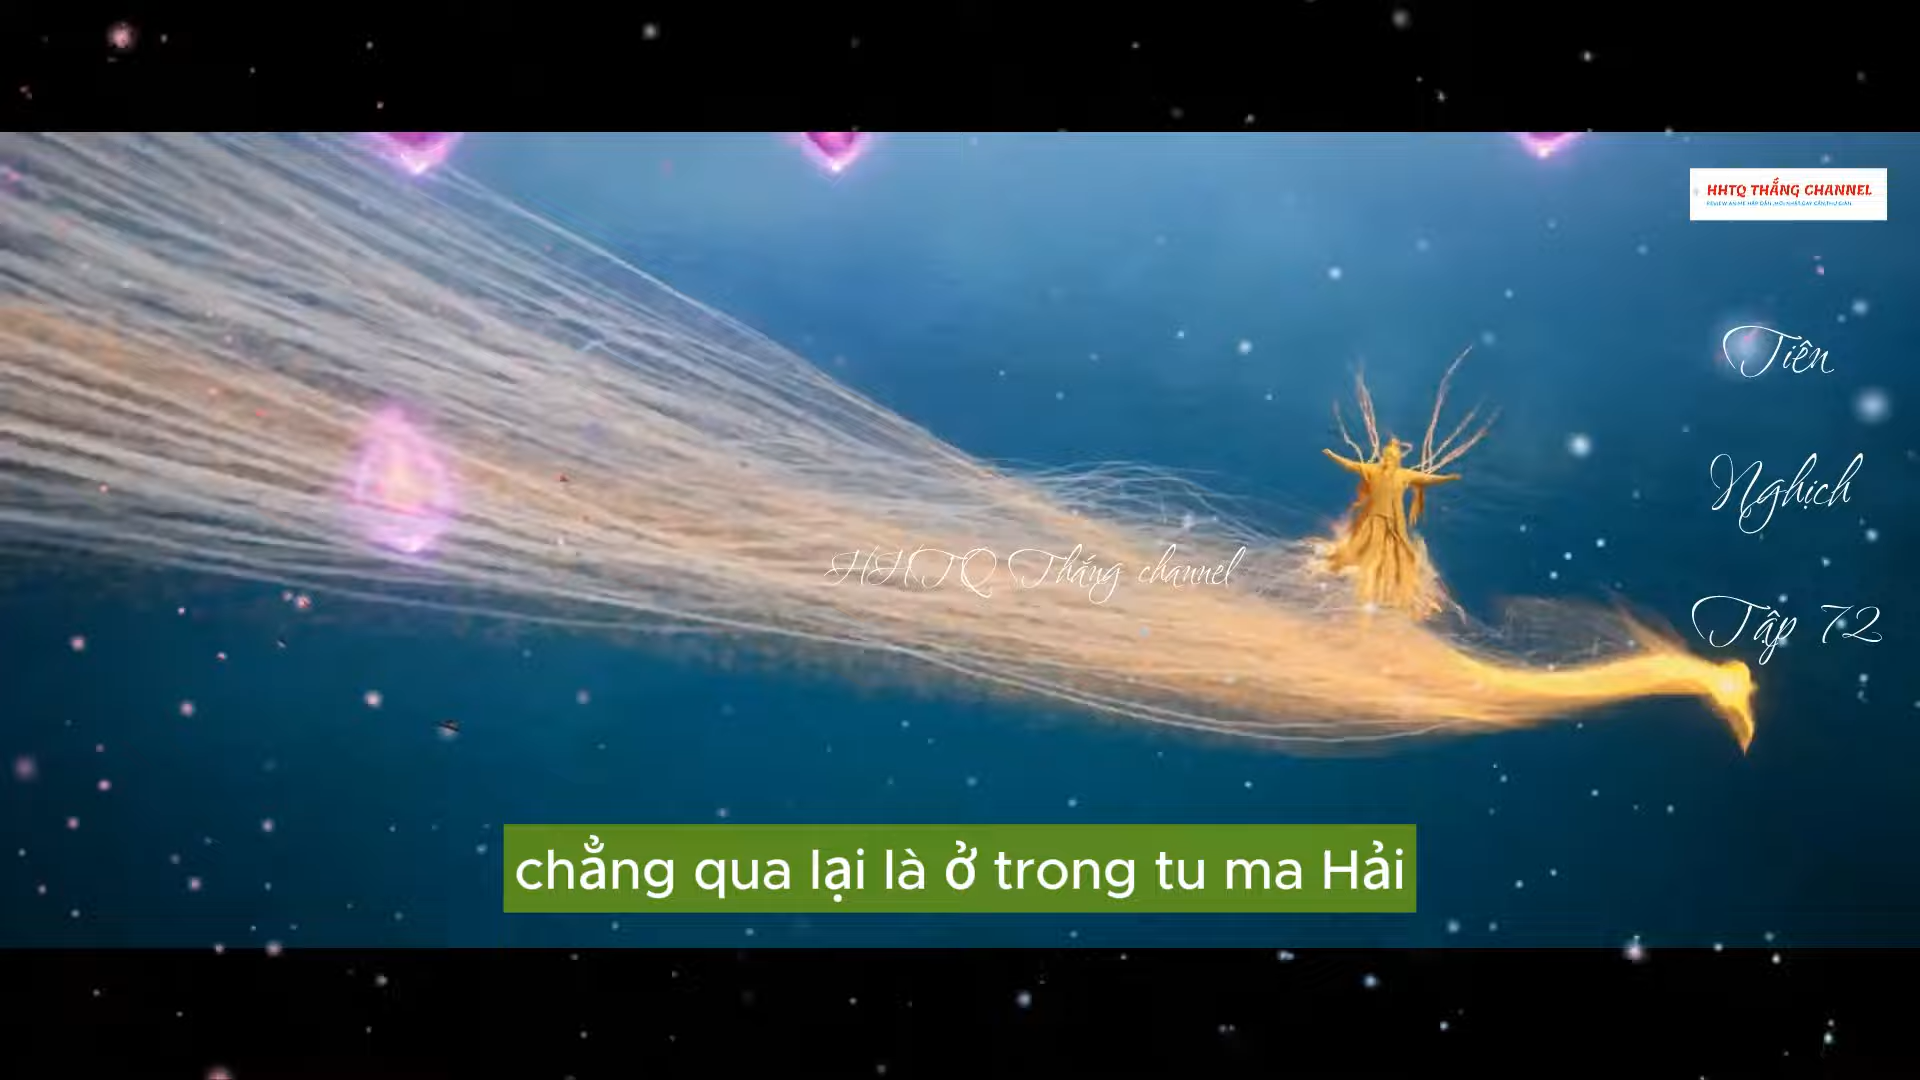 HHTQ THẮNG CHANNEL
Tiên
Nghịch
HHTQ Thắng channel
Tập 72
chẳng qua lại là ở trong tu ma Hải